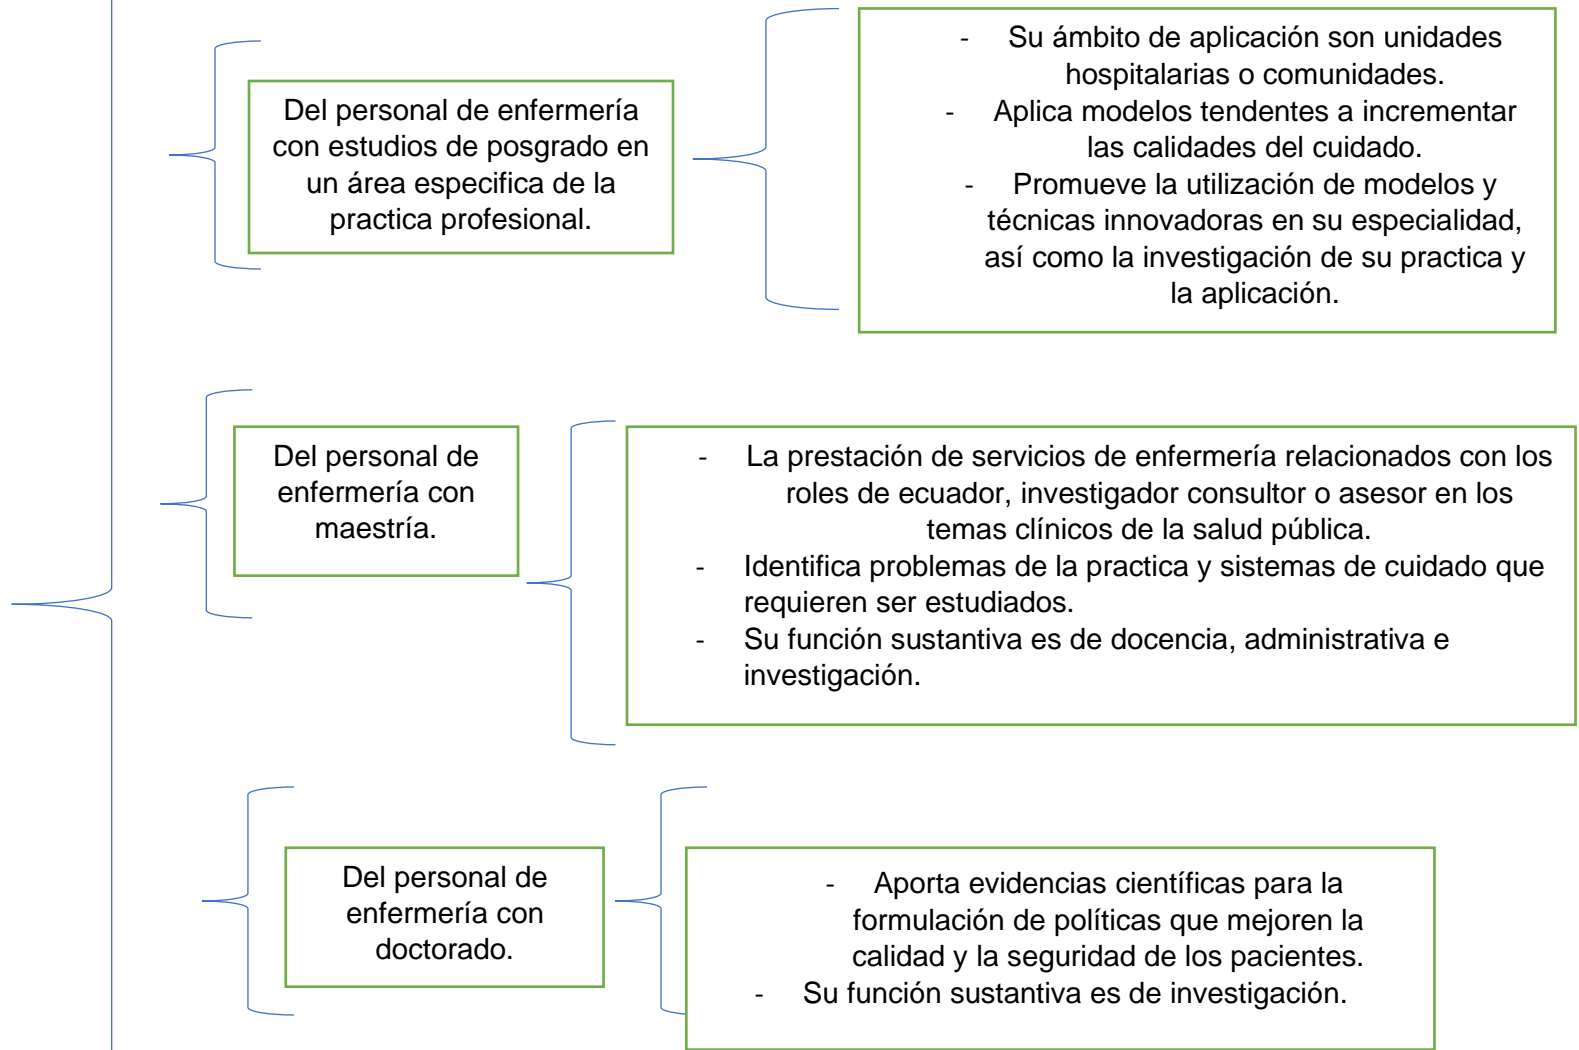 Del personal de enfermería
con estudios de posgrado en
un área especifica de la
practica profesional.
- Su ámbito de aplicación son unidades
hospitalarias o comunidades.
- Aplica modelos tendentes a incrementar
las calidades del cuidado.
- Promueve la utilización de modelos y
técnicas innovadoras en su especialidad,
así como la investigación de su practica y
la aplicación.
Del personal de
enfermería con
maestría.
- La prestación de servicios de enfermería relacionados con los
roles de ecuador, investigador consultor o asesor en los
temas clínicos de la salud pública.
- Identifica problemas de la practica y sistemas de cuidado que
requieren ser estudiados.
- Su función sustantiva es de docencia, administrativa e
investigación.
Del personal de
enfermería con
doctorado.
- Aporta evidencias científicas para la
formulación de políticas que mejoren la
calidad y la seguridad de los pacientes.
- Su función sustantiva es de investigación.